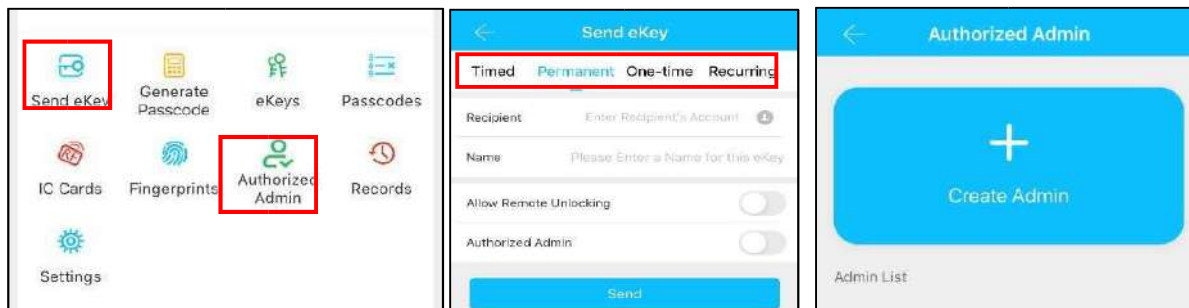 Send eKey
Generate
Passcode
eKeys
Passcodes
IC Cards
Fingerprints
Authorized
Admin
Records
Settings
Send eKey
Timed Permanent One-time Recurring
Recipient Enter Recipient's Account
Name Please Enter a Name for this eKey
Allow Remote Unlocking
Authorized Admin
Send
Authorized Admin
Create Admin
Admin List